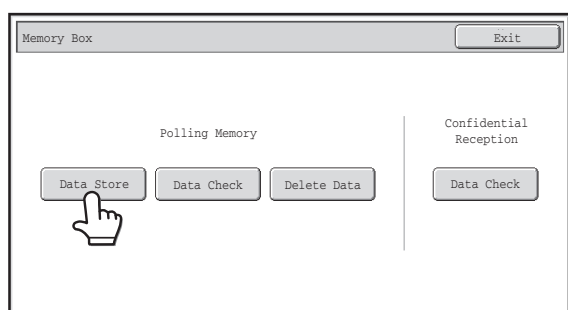 Memory Box
Exit
Polling Memory
Confidential
Reception
Data Store
Data Check
Delete Data
Data Check